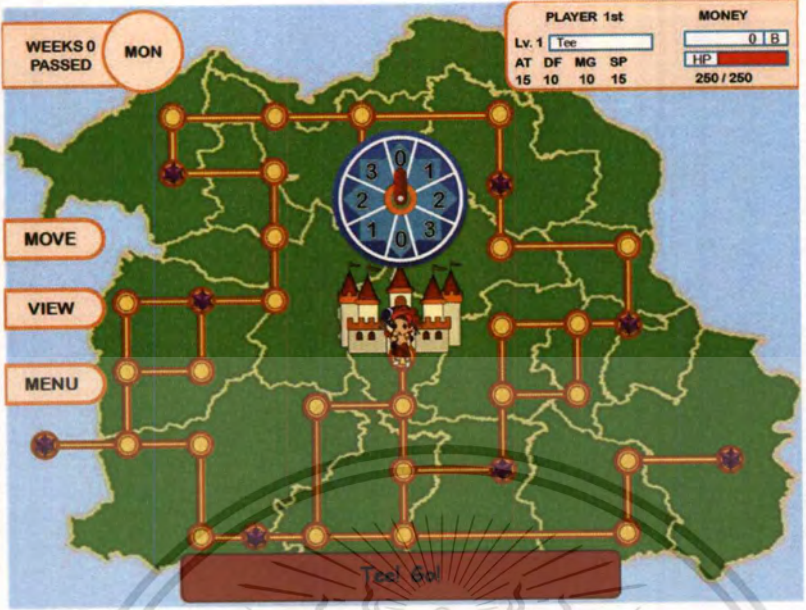 WEEKS 0
PASSED
MON
PLAYER 1st
MONEY
Lv. 1 Tee
0 B
AT DF MG SP
HP
15 10 10 15
250 / 250
0
3 1
2 2
1 3
0
MOVE
VIEW
MENU
Tee! Go!